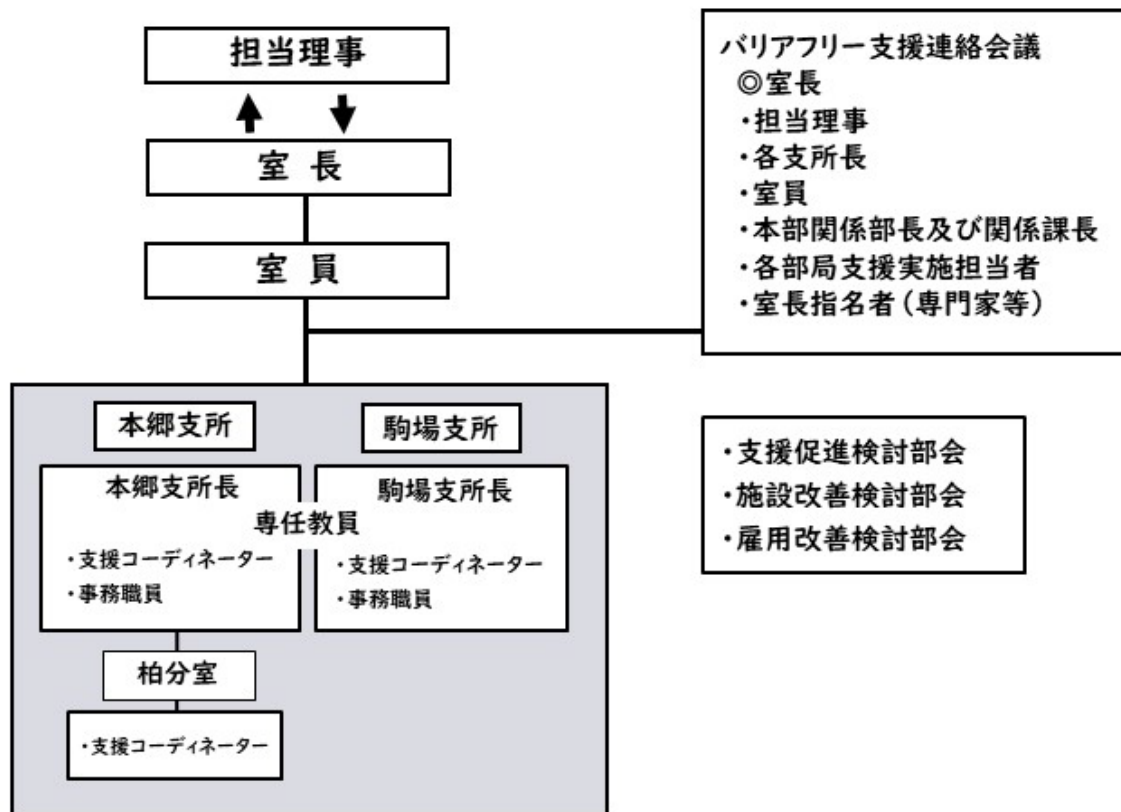 担当理事
室 長
室 員
バリアフリー支援連絡会議
◎室長
・担当理事
・各支所長
・室員
・本部関係部長及び関係課長
・各部局支援実施担当者
・室長指名者（専門家等）
本郷支所
駒場支所
本郷支所長
駒場支所長
専任教員
・支援コーディネーター
・事務職員
・支援コーディネーター
・事務職員
柏分室
・支援コーディネーター
・支援促進検討部会
・施設改善検討部会
・雇用改善検討部会